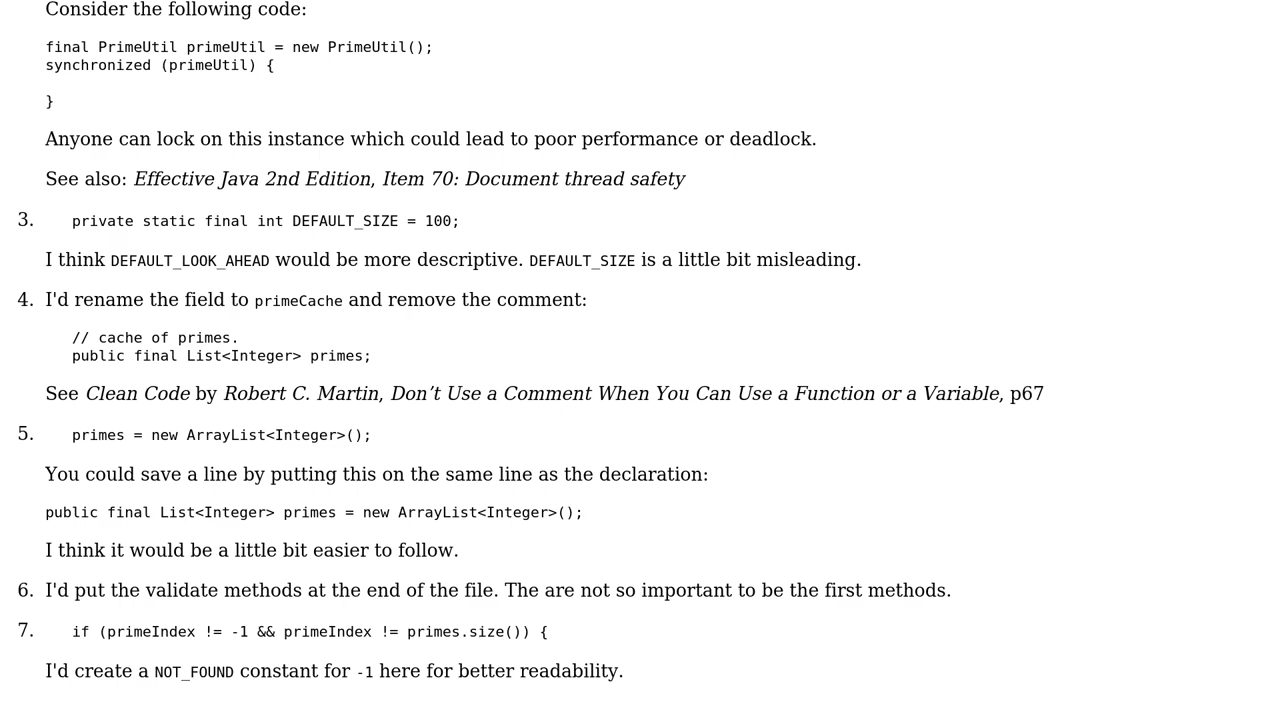 Consider the following code:
final PrimeUtil primeUtil = new PrimeUtil();
synchronized (primeUtil) {
}
Anyone can lock on this instance which could lead to poor performance or deadlock.
See also: Effective Java 2nd Edition, Item 70: Document thread safety
3. private static final int DEFAULT_SIZE = 100;
I think DEFAULT_LOOK_AHEAD would be more descriptive. DEFAULT_SIZE is a little bit misleading.
4. I'd rename the field to primeCache and remove the comment:
// cache of primes.
public final List<Integer> primes;
See Clean Code by Robert C. Martin, Don’t Use a Comment When You Can Use a Function or a Variable, p67
5. primes = new ArrayList<Integer>();
You could save a line by putting this on the same line as the declaration:
public final List<Integer> primes = new ArrayList<Integer>();
I think it would be a little bit easier to follow.
6. I'd put the validate methods at the end of the file. The are not so important to be the first methods.
7. if (primeIndex != -1 && primeIndex != primes.size()) {
I'd create a NOT_FOUND constant for -1 here for better readability.